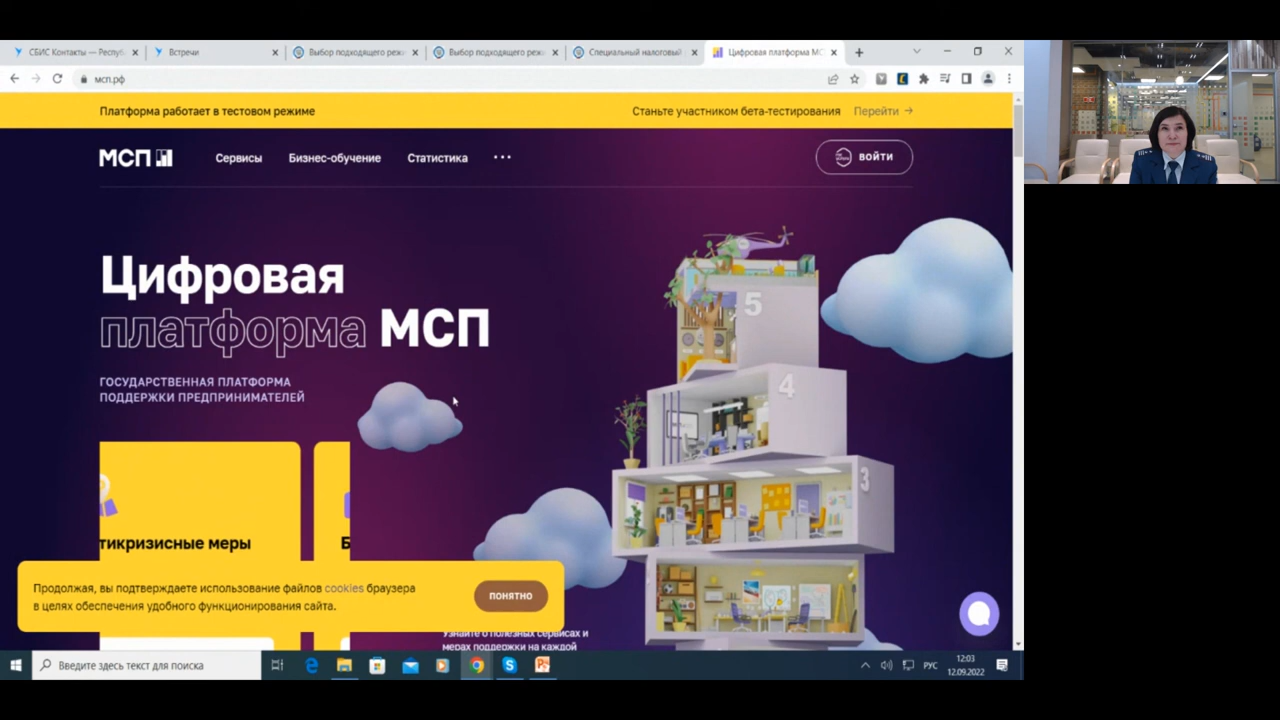 СБИС Контакты — Респуб
Встречи
Выбор подходящего режи
Выбор подходящего режи
Специальный налоговый
Цифровая платформа МС
мсп.рф
Платформа работает в тестовом режиме
Станьте участником бета-тестирования
Перейти →
МСП
Сервисы
Бизнес-обучение
Статистика
ВОЙТИ
Цифровая
платформа МСП
ГОСУДАРСТВЕННАЯ ПЛАТФОРМА
ПОДДЕРЖКИ ПРЕДПРИНИМАТЕЛЕЙ
5
4
3
тикризисные меры
Б
Продолжая, вы подтверждаете использование файлов cookies браузера
в целях обеспечения удобного функционирования сайта.
ПОНЯТНО
Узнайте о полезных сервисах и
мерах поддержки на каждой
Введите здесь текст для поиска
РУС
12:03
12.09.2022